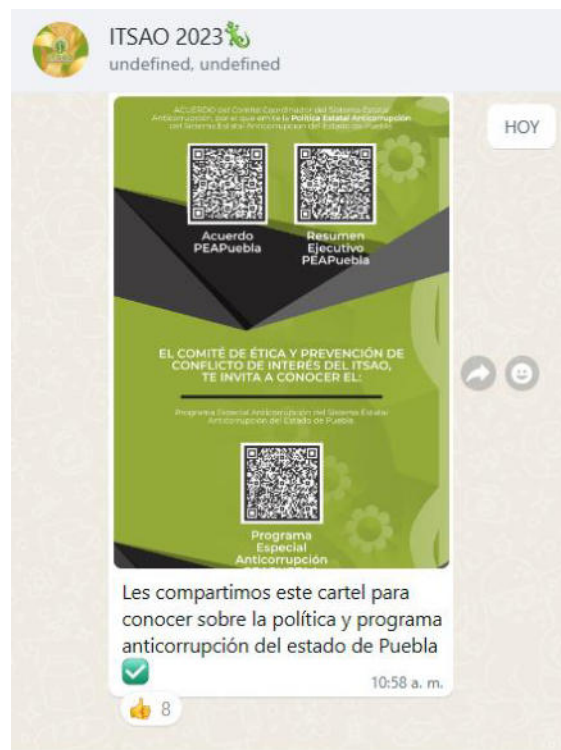 ITSAO 2023🦎
undefined, undefined
HOY
ACUERDO del Comité Coordinador del Sistema Estatal
Anticorrupción, por el que emite la Política Estatal Anticorrupción
del Sistema Estatal Anticorrupción del Estado de Puebla
Acuerdo
PEAPuebla
Resumen
Ejecutivo
PEAPuebla
EL COMITÉ DE ÉTICA Y PREVENCIÓN DE
CONFLICTO DE INTERÉS DEL ITSAO,
TE INVITA A CONOCER EL:
Programa Especial Anticorrupción del Sistema Estatal
Anticorrupción del Estado de Puebla
Programa
Especial
Anticorrupción
Les compartimos este cartel para
conocer sobre la política y programa
anticorrupción del estado de Puebla
✅
10:58 a. m.
👍 8